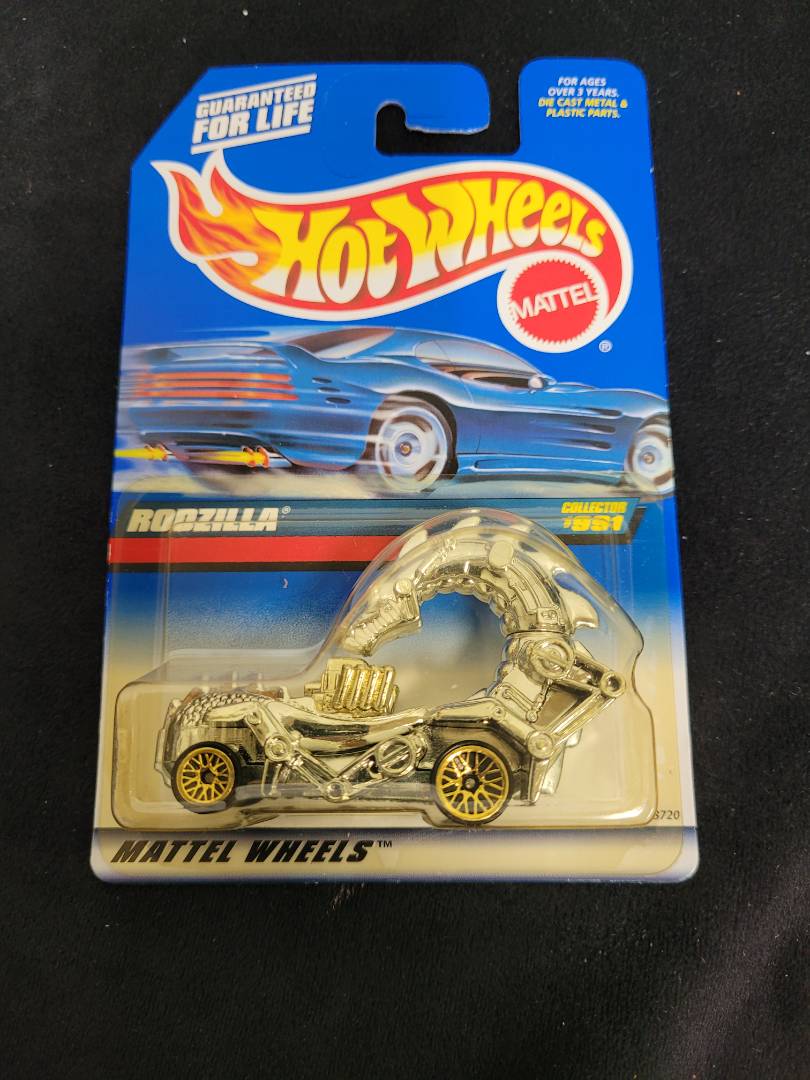 GUARANTEED
FOR LIFE
FOR AGES
OVER 3 YEARS.
DIE CAST METAL &
PLASTIC PARTS.
HOT WHEELS
MATTEL
®
RODZILLA®
COLLECTOR
#991
MATTEL WHEELS™